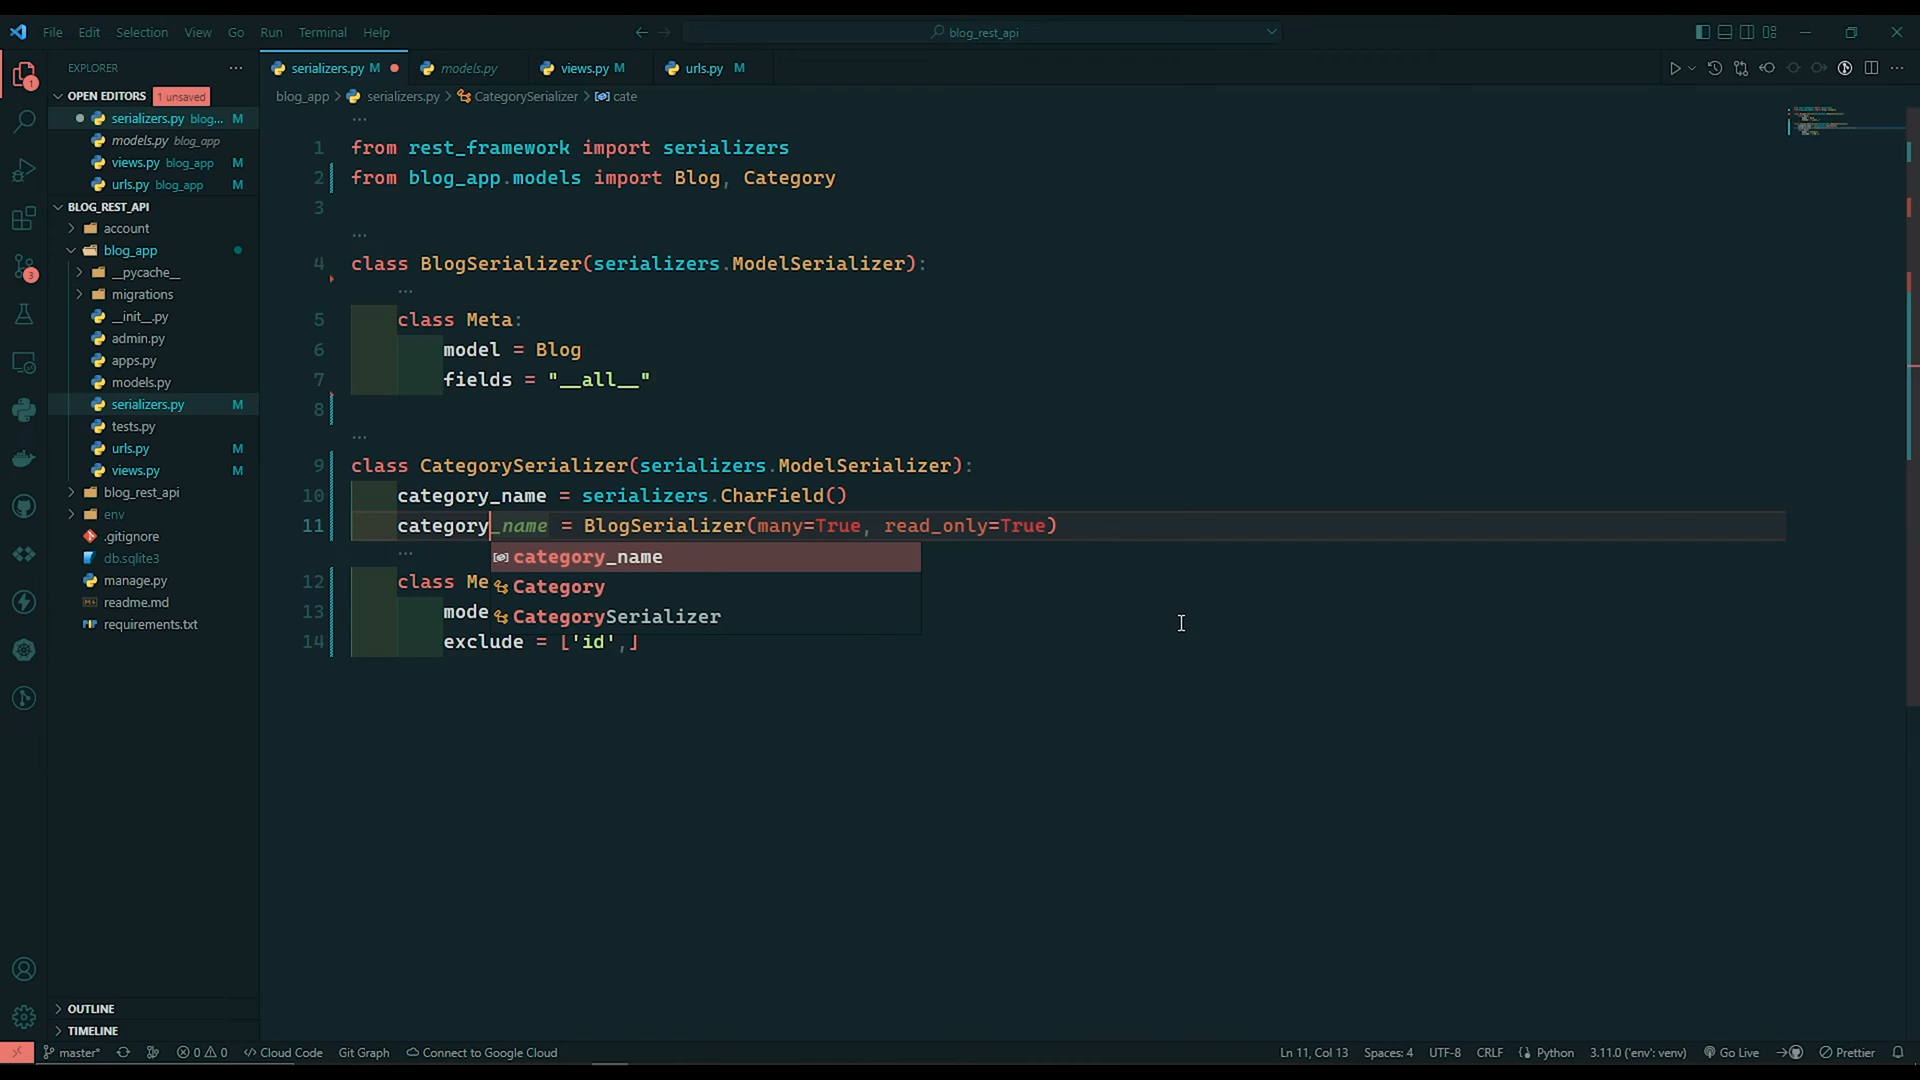 File Edit Selection View Go Run Terminal Help
blog_rest_api
EXPLORER
serializers.py M
models.py
views.py M
urls.py M
blog_app > serializers.py > CategorySerializer > cate
OPEN EDITORS 1 unsaved
serializers.py blog... M
models.py blog_app
views.py blog_app M
urls.py blog_app M
BLOG_REST_API
account
blog_app
__pycache__
migrations
__init__.py
admin.py
apps.py
models.py
serializers.py M
tests.py
urls.py M
views.py M
blog_rest_api
env
.gitignore
db.sqlite3
manage.py
readme.md
requirements.txt
OUTLINE
TIMELINE
1
3
...
1 from rest_framework import serializers
2 from blog_app.models import Blog, Category
3
...
4 class BlogSerializer(serializers.ModelSerializer):
...
5 class Meta:
6 model = Blog
7 fields = "__all__"
8
...
9 class CategorySerializer(serializers.ModelSerializer):
10 category_name = serializers.CharField()
11 category_name = BlogSerializer(many=True, read_only=True)
...
category_name
Category
CategorySerializer
12 class Me
13 mode
14 exclude = ['id',]
master* 0 0 Cloud Code Git Graph Connect to Google Cloud
Ln 11, Col 13 Spaces: 4 UTF-8 CRLF Python 3.11.0 ('env': venv) Go Live Prettier